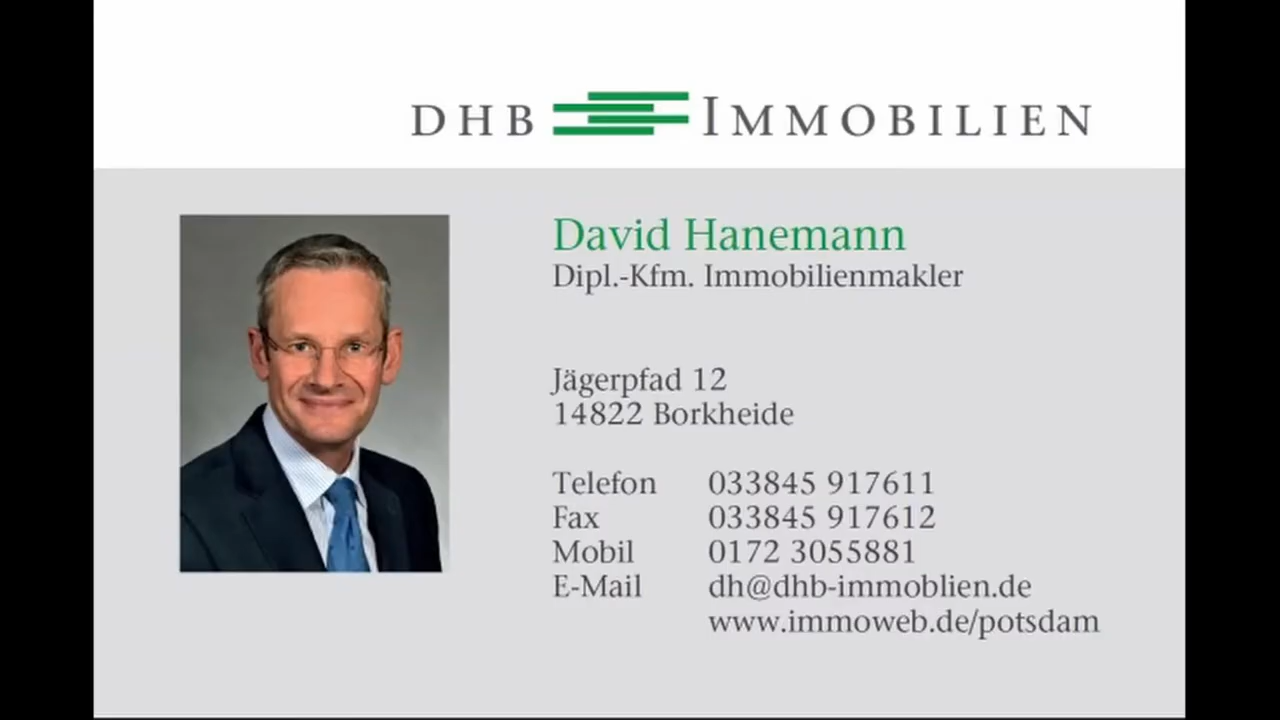 DHB IMMOBILIEN
David Hanemann
Dipl.-Kfm. Immobilienmakler
Jägerpfad 12
14822 Borkheide
Telefon 033845 917611
Fax 033845 917612
Mobil 0172 3055881
E-Mail dh@dhb-immoblien.de
www.immoweb.de/potsdam